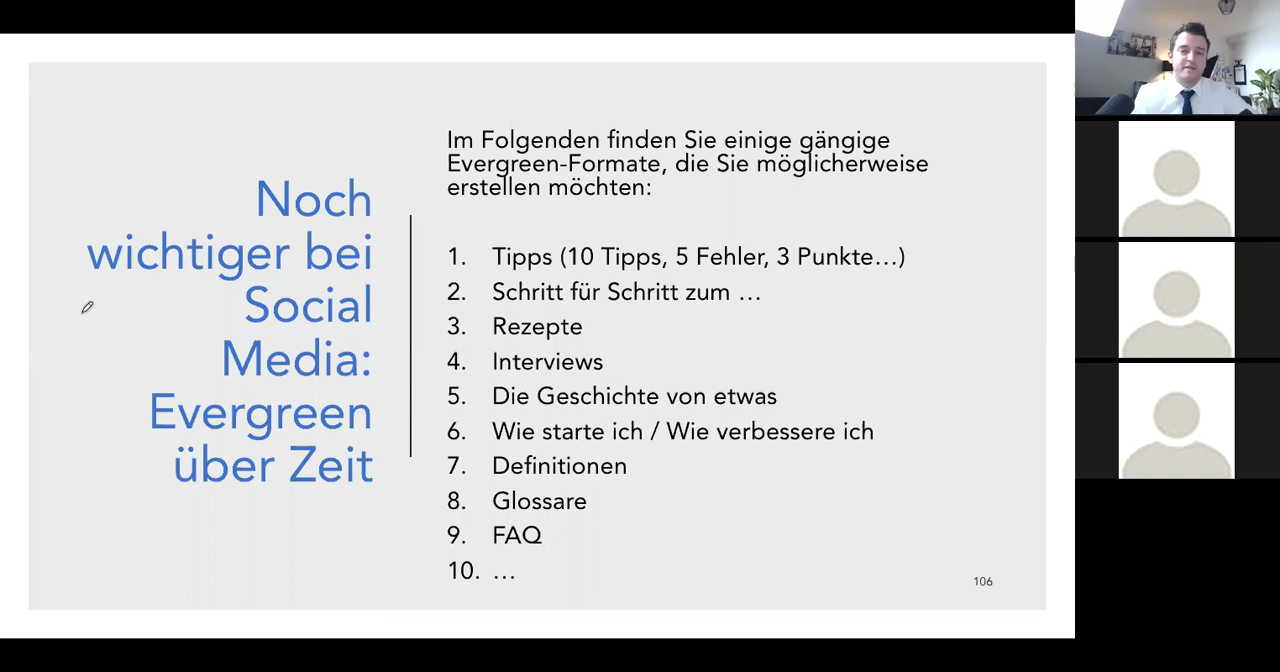 Noch
wichtiger bei
Social
Media:
Evergreen
über Zeit
Im Folgenden finden Sie einige gängige
Evergreen-Formate, die Sie möglicherweise
erstellen möchten:
1. Tipps (10 Tipps, 5 Fehler, 3 Punkte…)
2. Schritt für Schritt zum …
3. Rezepte
4. Interviews
5. Die Geschichte von etwas
6. Wie starte ich / Wie verbessere ich
7. Definitionen
8. Glossare
9. FAQ
10. …
106